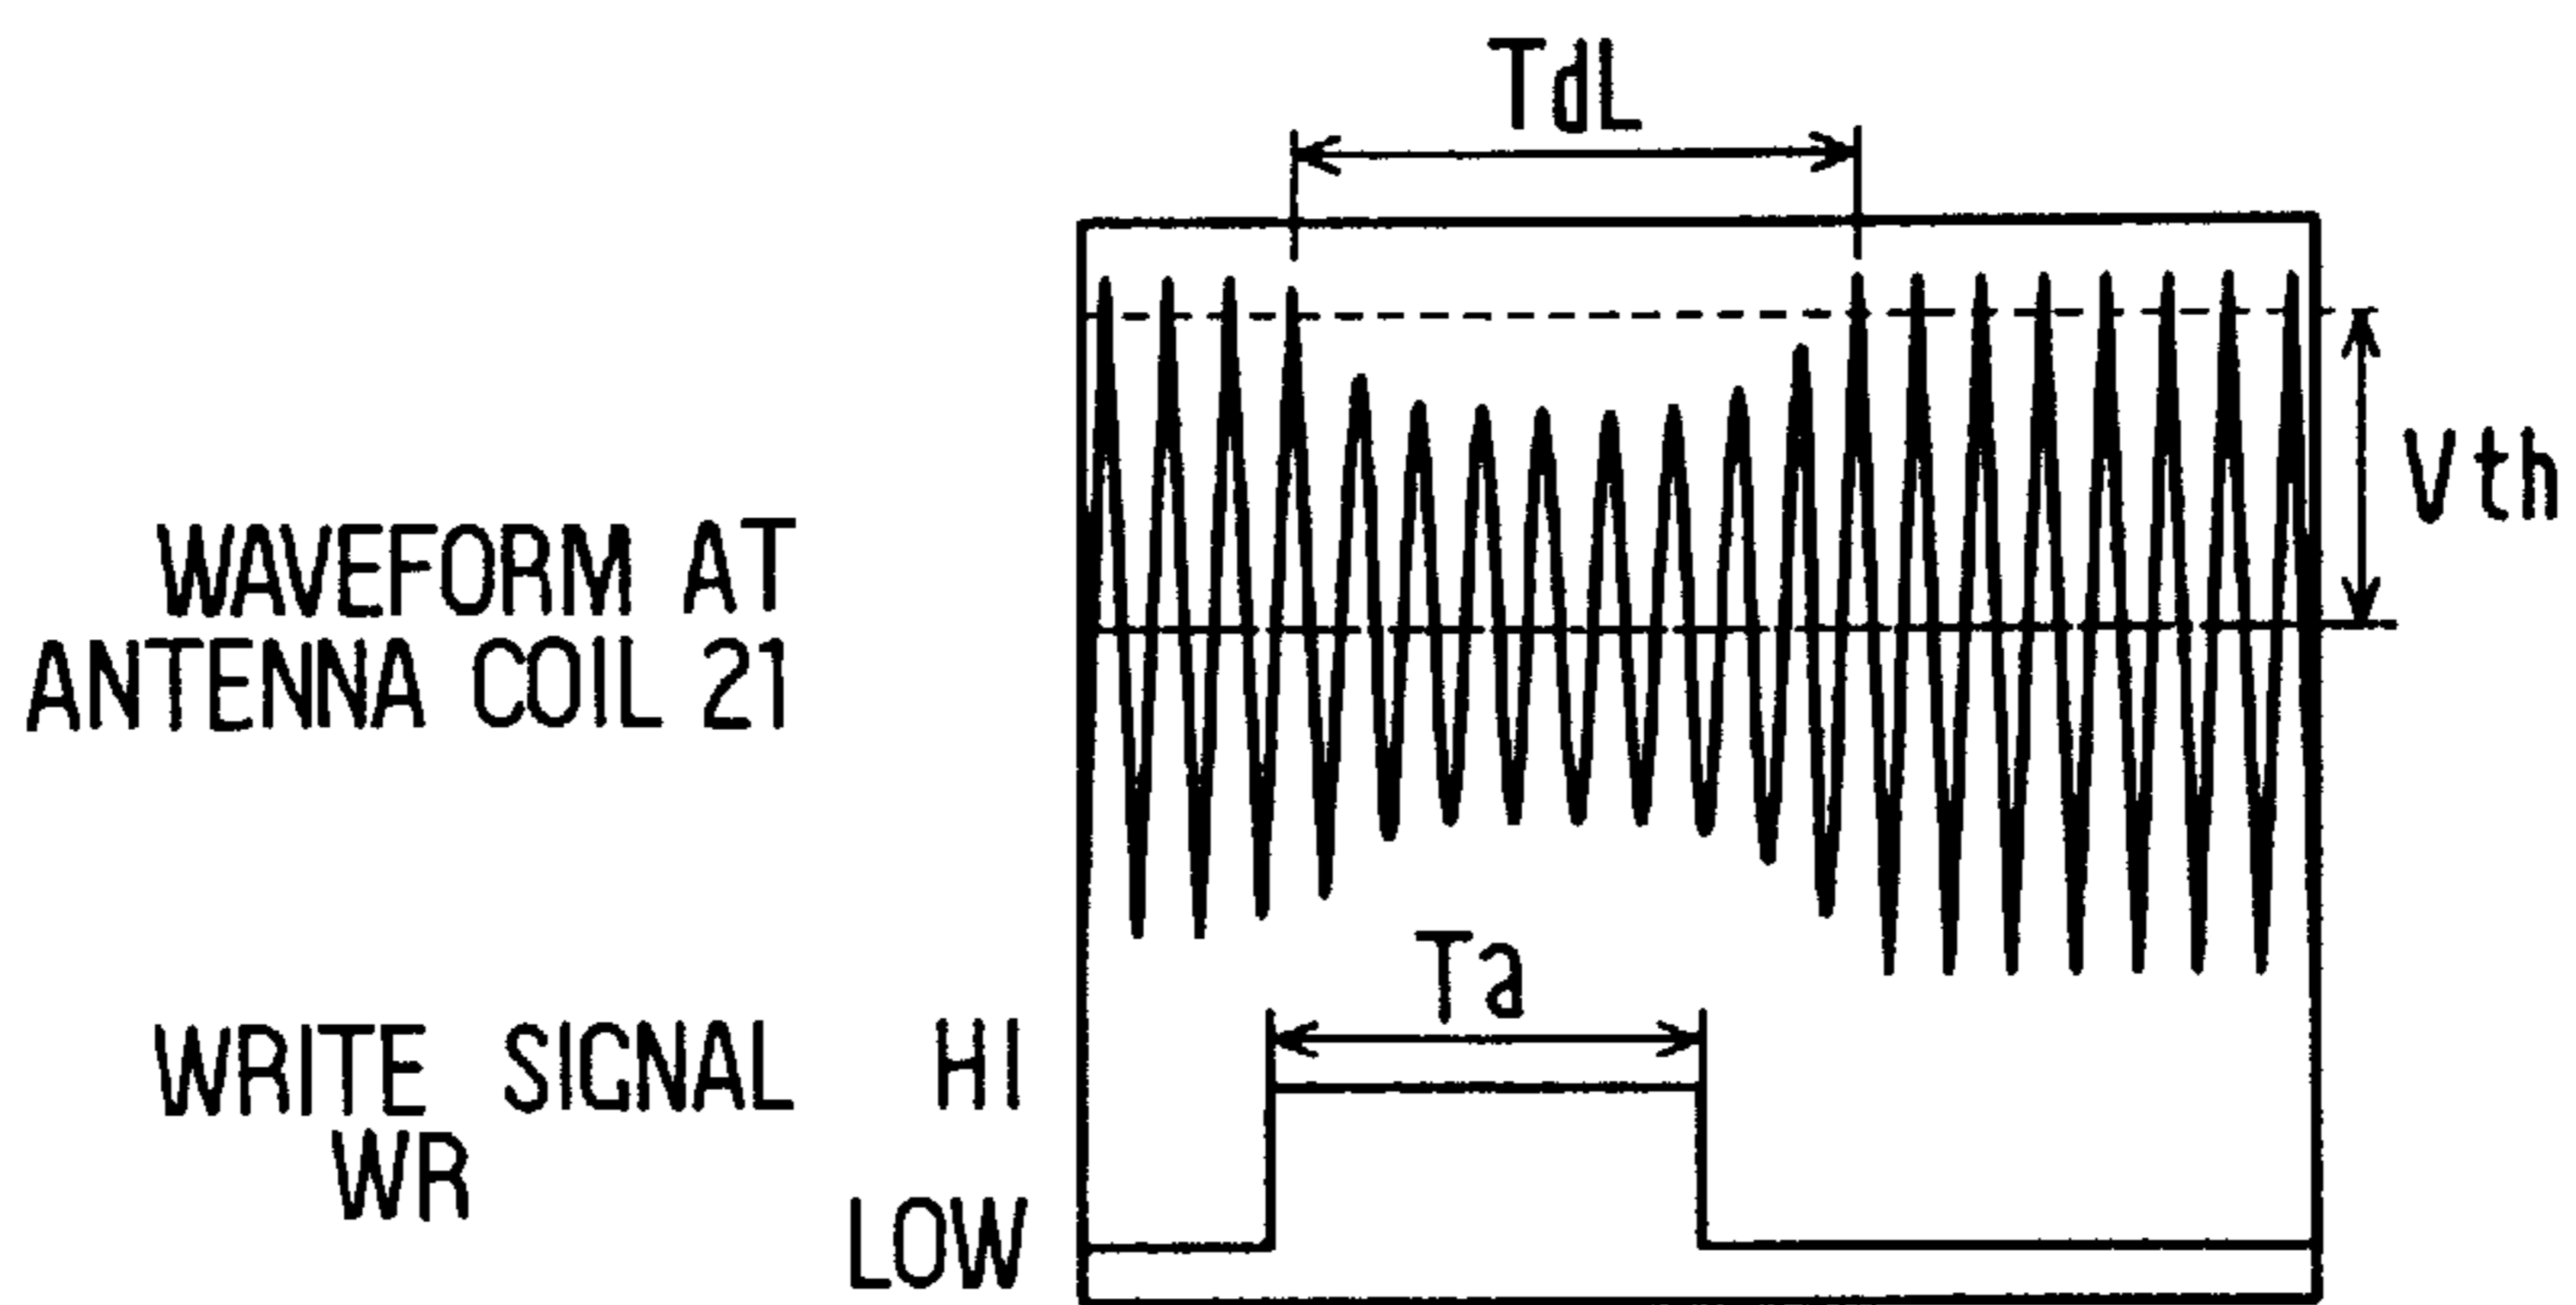 TdL
Vth
WAVEFORM AT
ANTENNA COIL 21
Ta
WRITE SIGNAL HI
WR
LOW